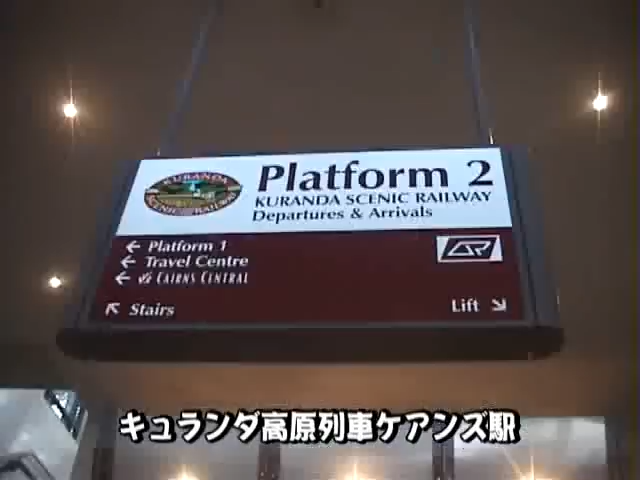 KURANDA
SCENIC RAILWAY
Platform 2
KURANDA SCENIC RAILWAY
Departures & Arrivals
← Platform 1
← Travel Centre
← CAIRNS CENTRAL
QR
↖ Stairs
Lift ↘
キュランダ高原列車ケアンズ駅